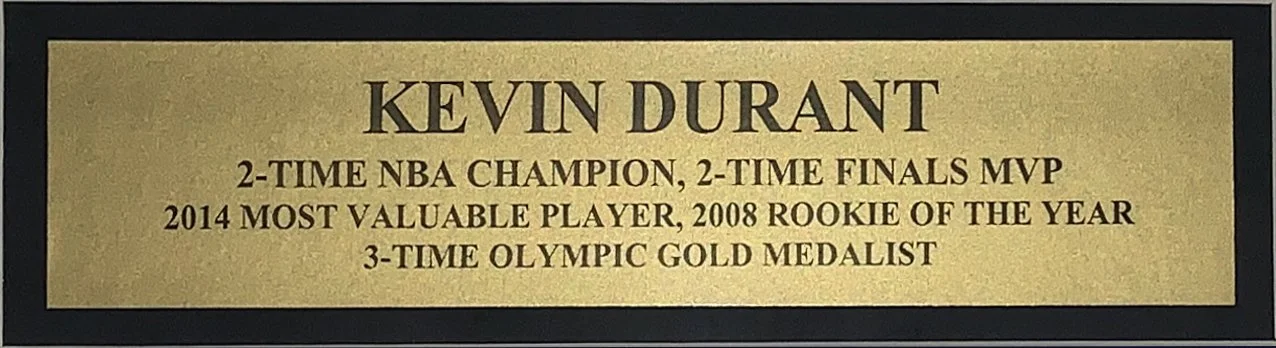 KEVIN DURANT
2-TIME NBA CHAMPION, 2-TIME FINALS MVP
2014 MOST VALUABLE PLAYER, 2008 ROOKIE OF THE YEAR
3-TIME OLYMPIC GOLD MEDALIST